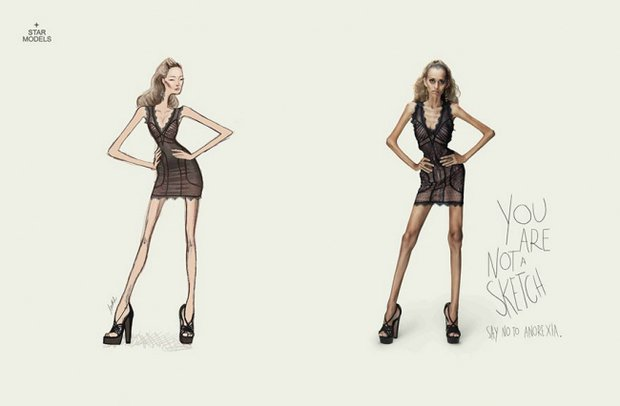 +
STAR
MODELS
YOU
ARE
NOT A
SKETCH
SAY NO TO ANOREXIA.